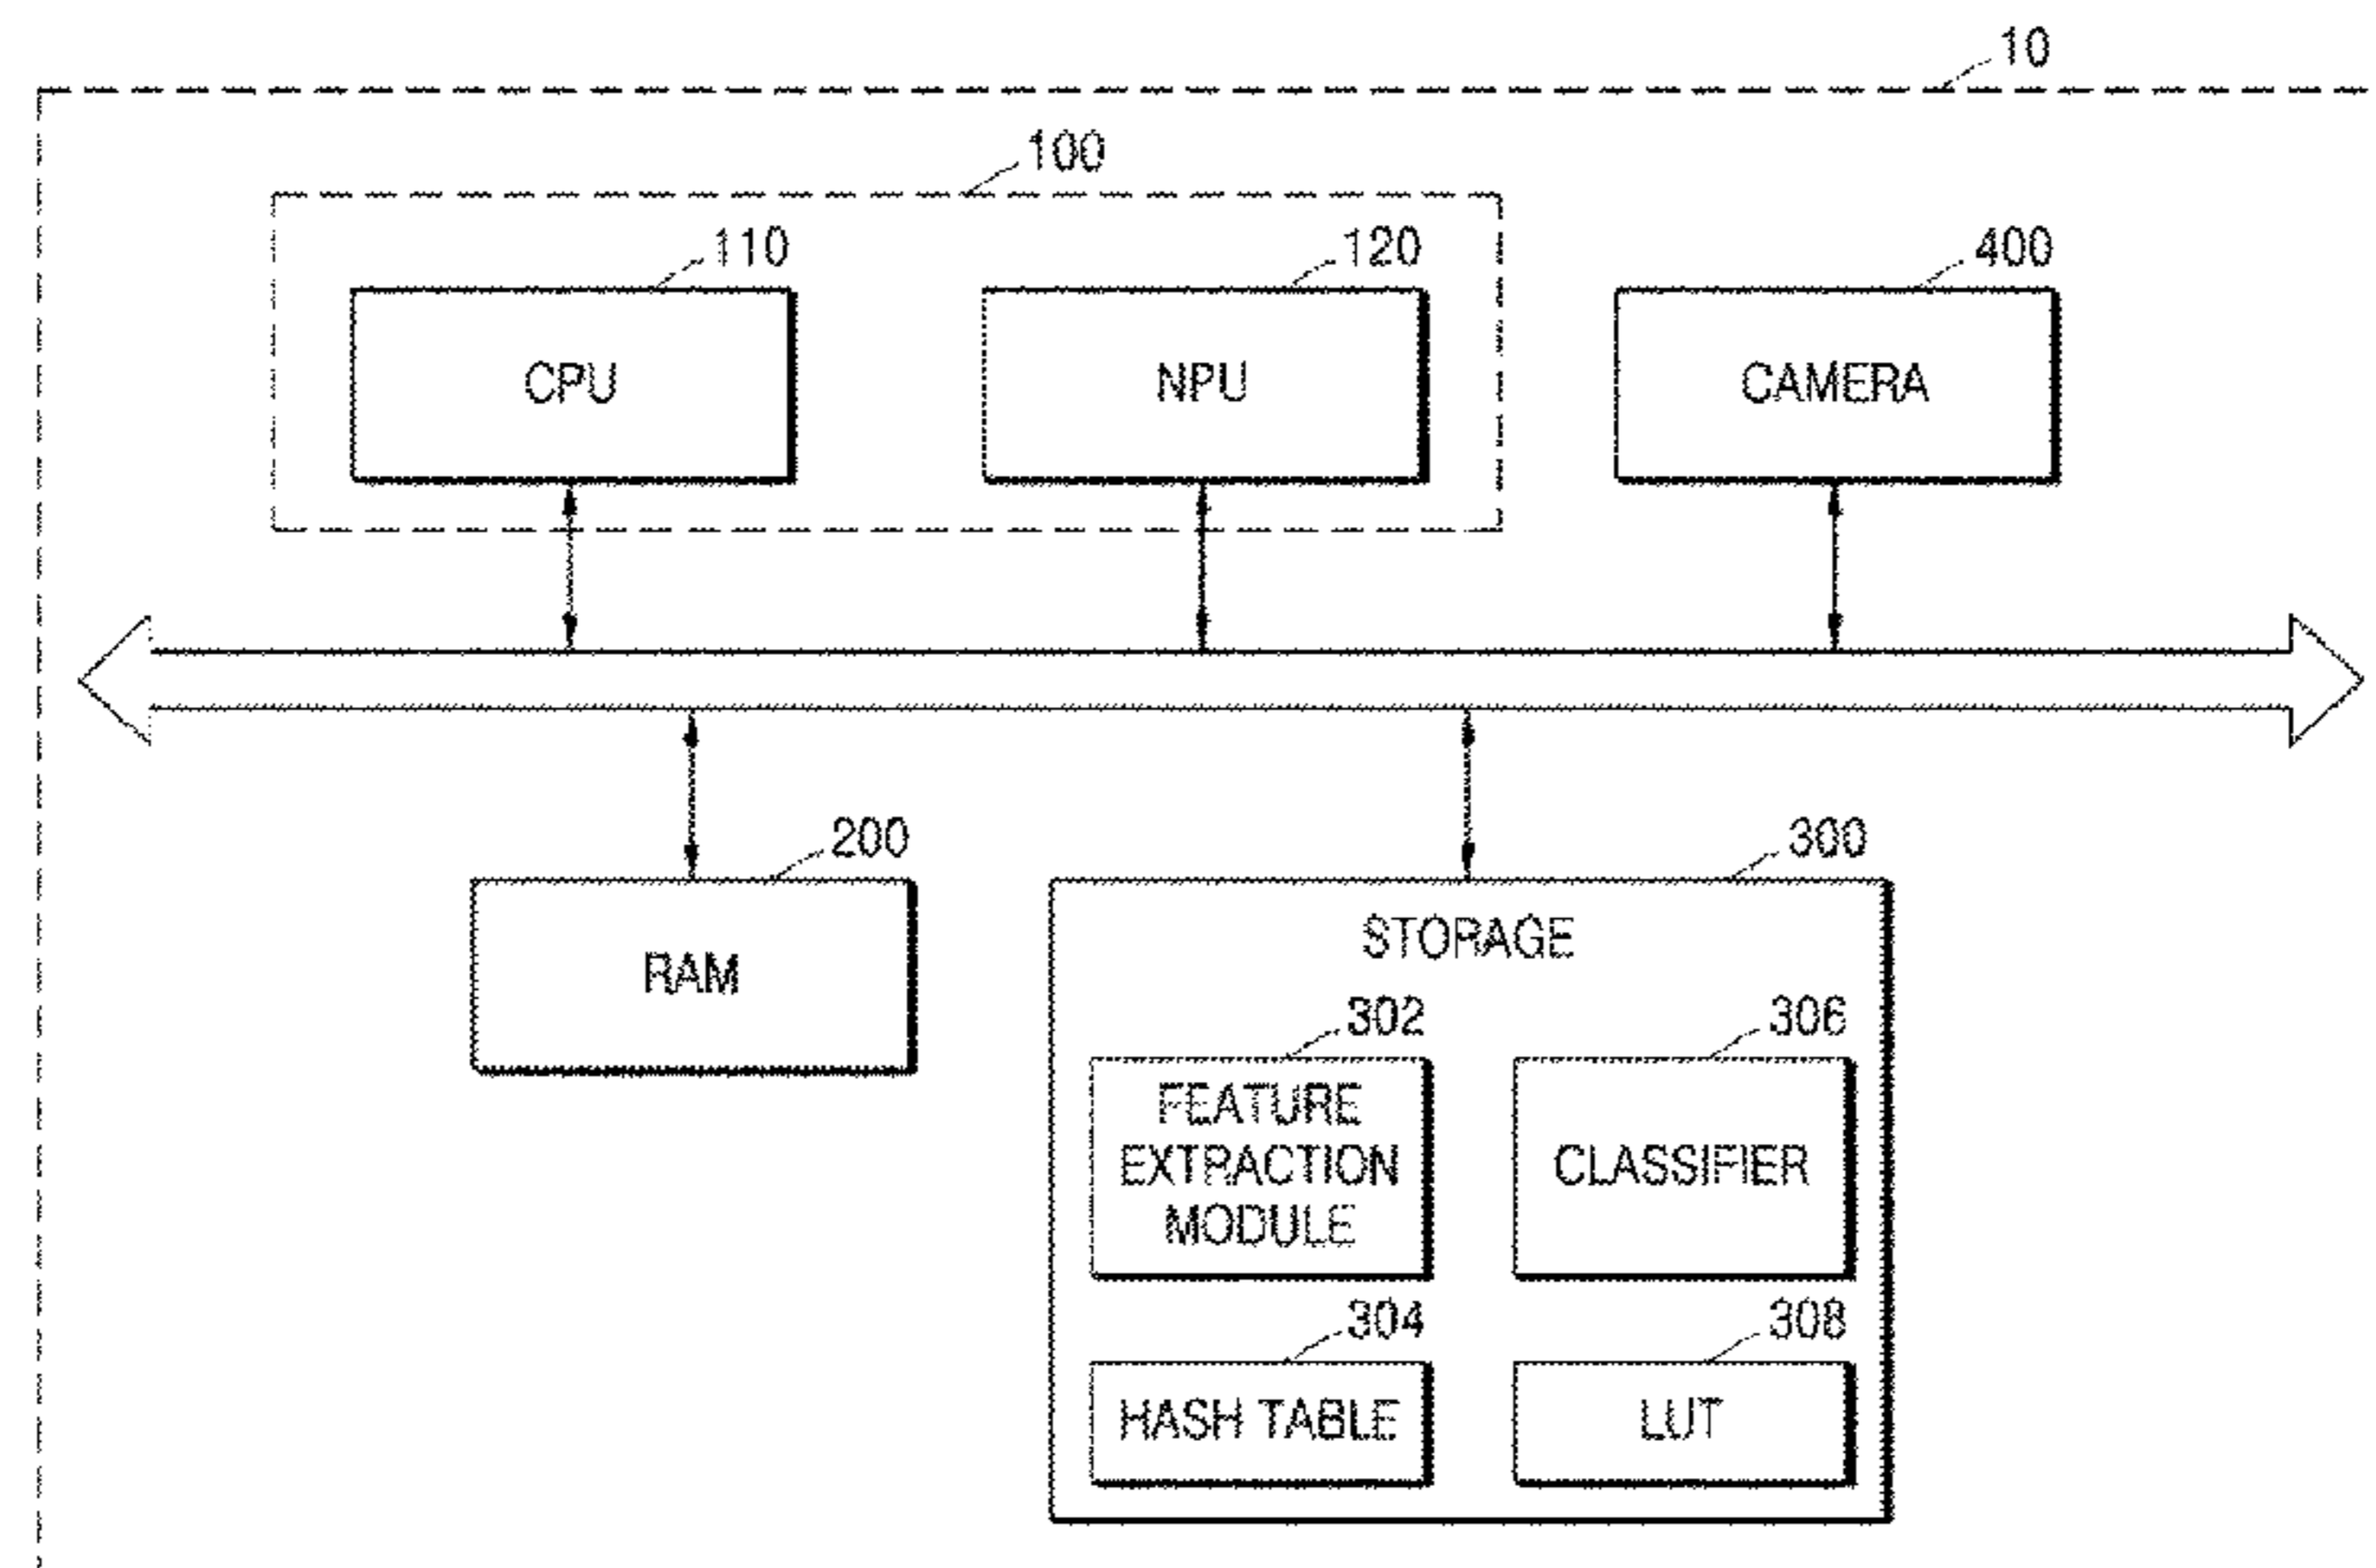 10
100
110
120
400
CPU
NPU
CAMERA
200
300
RAM
STORAGE
302
306
FEATURE
EXTRACTION
MODULE
CLASSIFIER
304
308
HASH TABLE
LUT